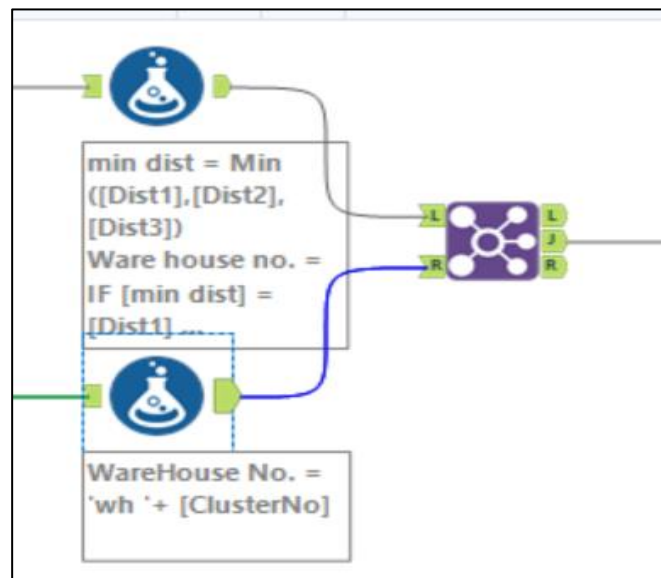 min dist = Min
([Dist1],[Dist2],
[Dist3])
Ware house no. =
IF [min dist] =
[Dist1] ...
L
L
J
R
R
WareHouse No. =
'wh '+ [ClusterNo]